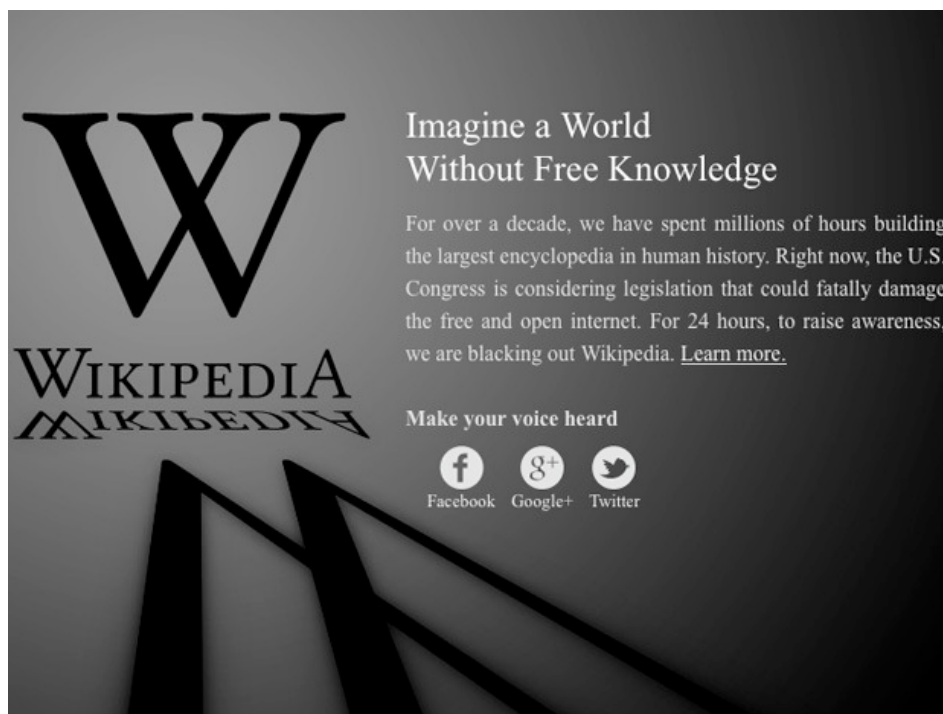 W
WIKIPEDIA
Imagine a World
Without Free Knowledge
For over a decade, we have spent millions of hours building
the largest encyclopedia in human history. Right now, the U.S.
Congress is considering legislation that could fatally damage
the free and open internet. For 24 hours, to raise awareness,
we are blacking out Wikipedia. Learn more.
Make your voice heard
Facebook Google+ Twitter